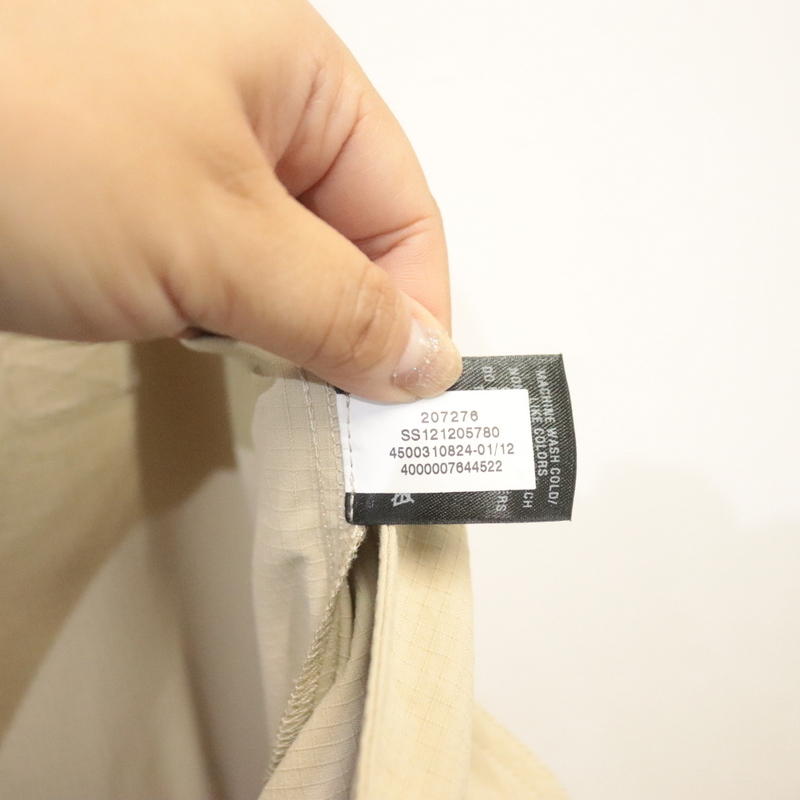 207276
SS121205780
4500310824-01/12
4000007644522
MACHINE WASH COLD/
LIKE COLORS